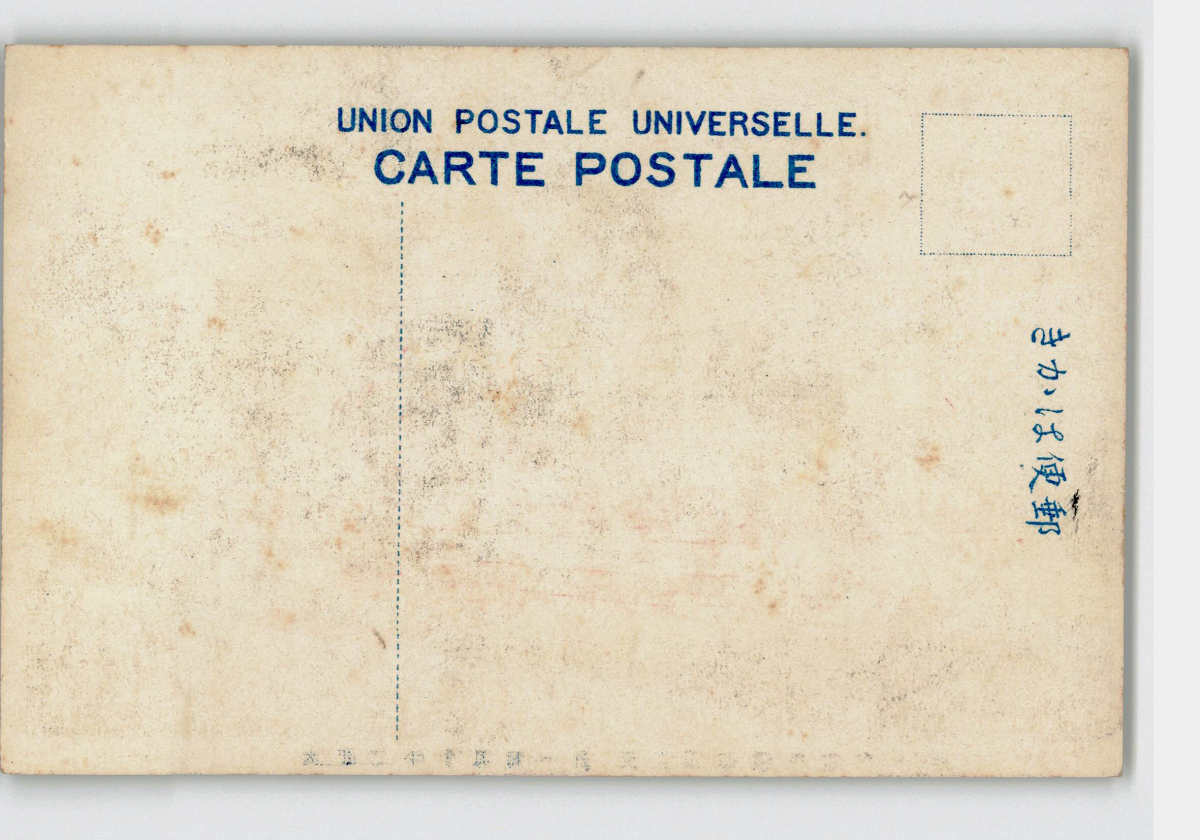 UNION POSTALE UNIVERSELLE.
CARTE POSTALE
きかは便郵